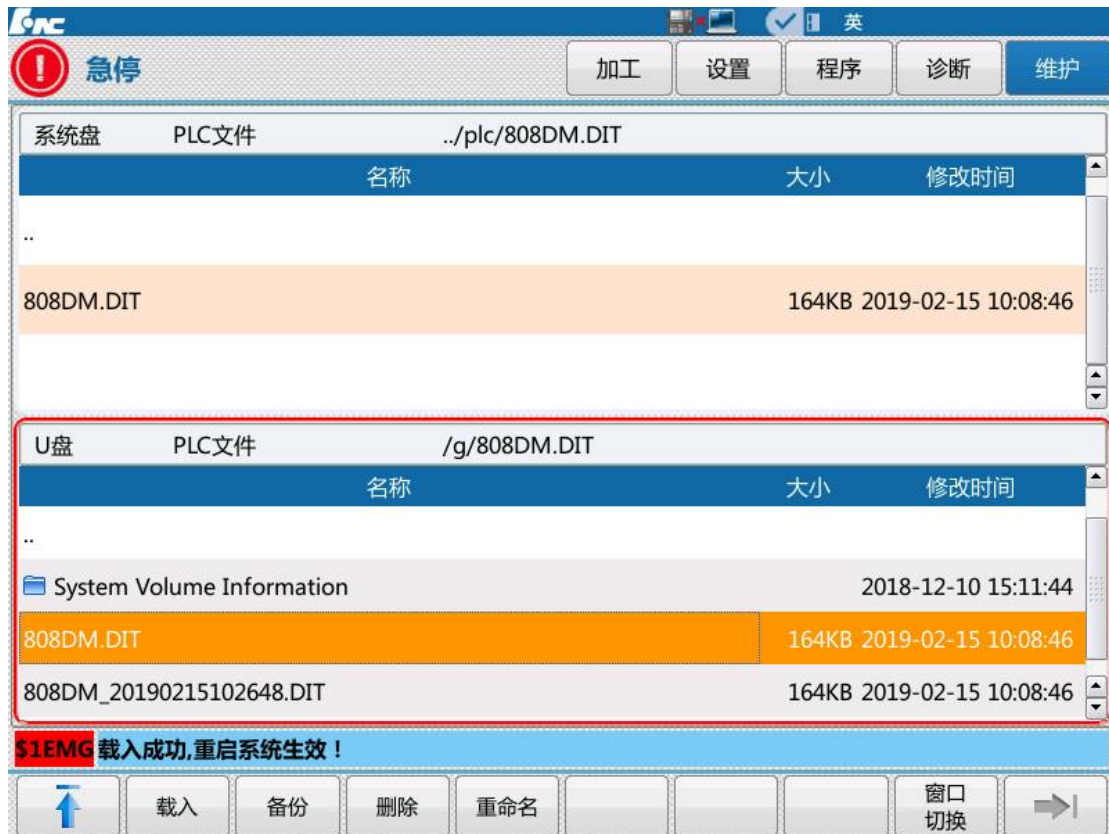 HNC 英
急停 加工 设置 程序 诊断 维护
系统盘 PLC文件 ../plc/808DM.DIT
名称 大小 修改时间
..
808DM.DIT 164KB 2019-02-15 10:08:46
U盘 PLC文件 /g/808DM.DIT
名称 大小 修改时间
..
System Volume Information 2018-12-10 15:11:44
808DM.DIT 164KB 2019-02-15 10:08:46
808DM_20190215102648.DIT 164KB 2019-02-15 10:08:46
$1EMG 载入成功,重启系统生效！
载入 备份 删除 重命名 窗口
切换